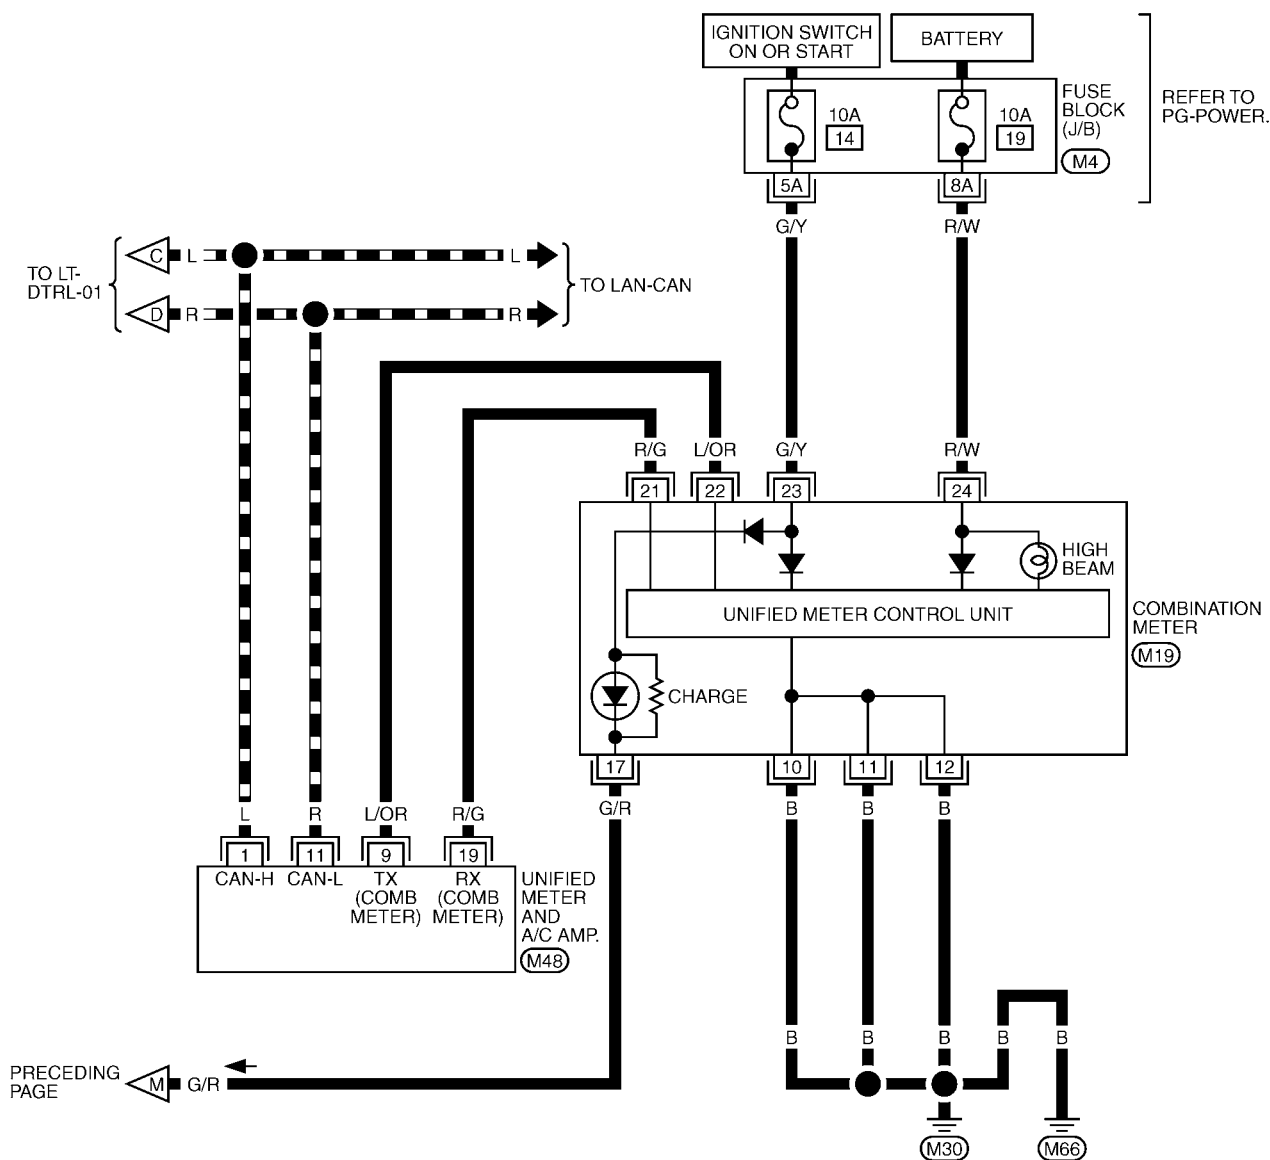 IGNITION SWITCH
ON OR START
BATTERY
FUSE
BLOCK
(J/B)
M4
REFER TO
PG-POWER.
10A
14
10A
19
5A
8A
G/Y
R/W
TO LT-
DTRL-01
C
L
L
D
R
R
TO LAN-CAN
R/G
L/OR
G/Y
R/W
21
22
23
24
HIGH
BEAM
UNIFIED METER CONTROL UNIT
COMBINATION
METER
M19
CHARGE
17
10
11
12
G/R
B
B
B
L
R
L/OR
R/G
1
11
9
19
CAN-H
CAN-L
TX
(COMB
METER)
RX
(COMB
METER)
UNIFIED
METER
AND
A/C AMP.
M48
B
B
B
B
B
PRECEDING
PAGE
M
G/R
M30
M66